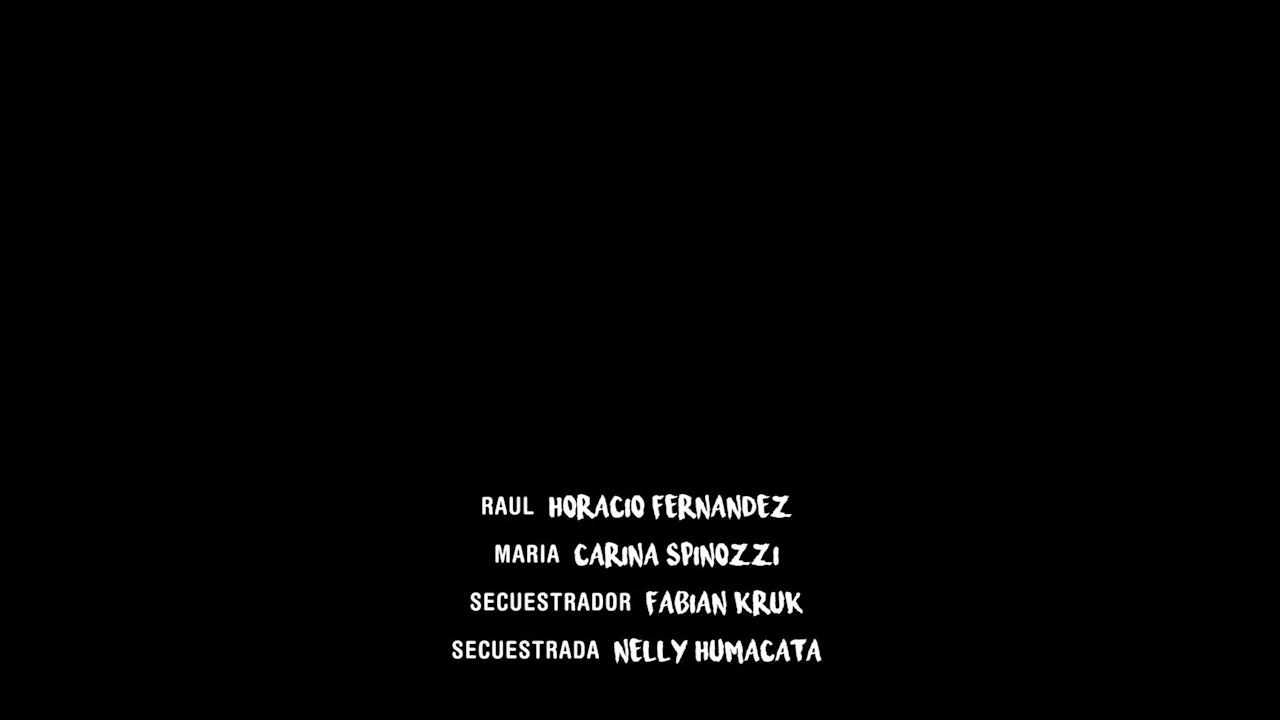 RAUL HORACIO FERNANDEZ
MARIA CARINA SPINOZZI
SECUESTRADOR FABIAN KRUK
SECUESTRADA NELLY HUMACATA